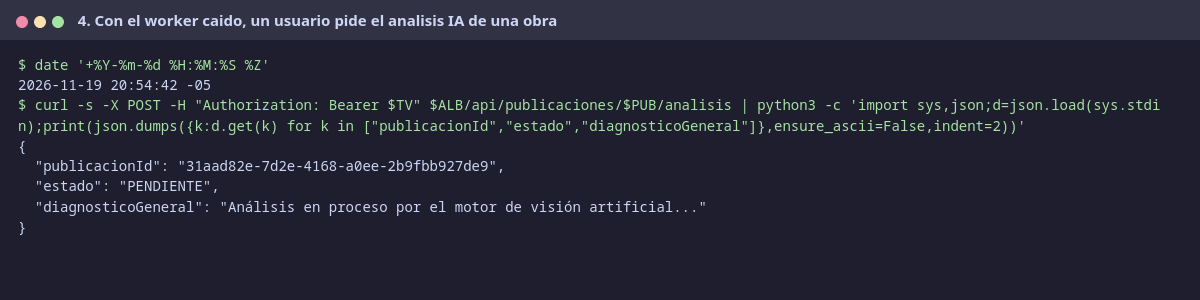 4. Con el worker caido, un usuario pide el analisis IA de una obra
$ date '+%Y-%m-%d %H:%M:%S %Z'
2026-11-19 20:54:42 -05
$ curl -s -X POST -H "Authorization: Bearer $TV" $ALB/api/publicaciones/$PUB/analisis | python3 -c 'import sys,json;d=json.load(sys.stdi
n);print(json.dumps({k:d.get(k) for k in ["publicacionId","estado","diagnosticoGeneral"]},ensure_ascii=False,indent=2))'
{
  "publicacionId": "31aad82e-7d2e-4168-a0ee-2b9fbb927de9",
  "estado": "PENDIENTE",
  "diagnosticoGeneral": "Análisis en proceso por el motor de visión artificial..."
}